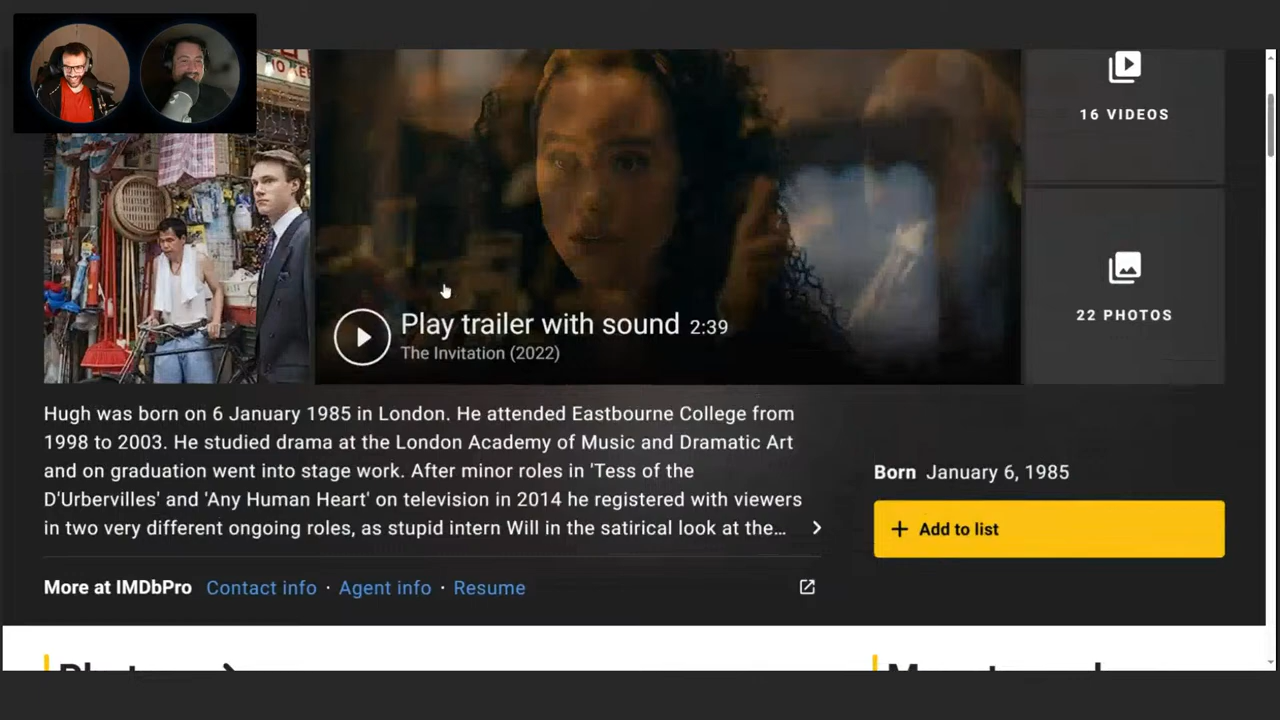 16 VIDEOS
22 PHOTOS
Play trailer with sound 2:39
The Invitation (2022)
Hugh was born on 6 January 1985 in London. He attended Eastbourne College from
1998 to 2003. He studied drama at the London Academy of Music and Dramatic Art
and on graduation went into stage work. After minor roles in 'Tess of the
D'Urbervilles' and 'Any Human Heart' on television in 2014 he registered with viewers
in two very different ongoing roles, as stupid intern Will in the satirical look at the...
Born January 6, 1985
+ Add to list
More at IMDbPro Contact info · Agent info · Resume